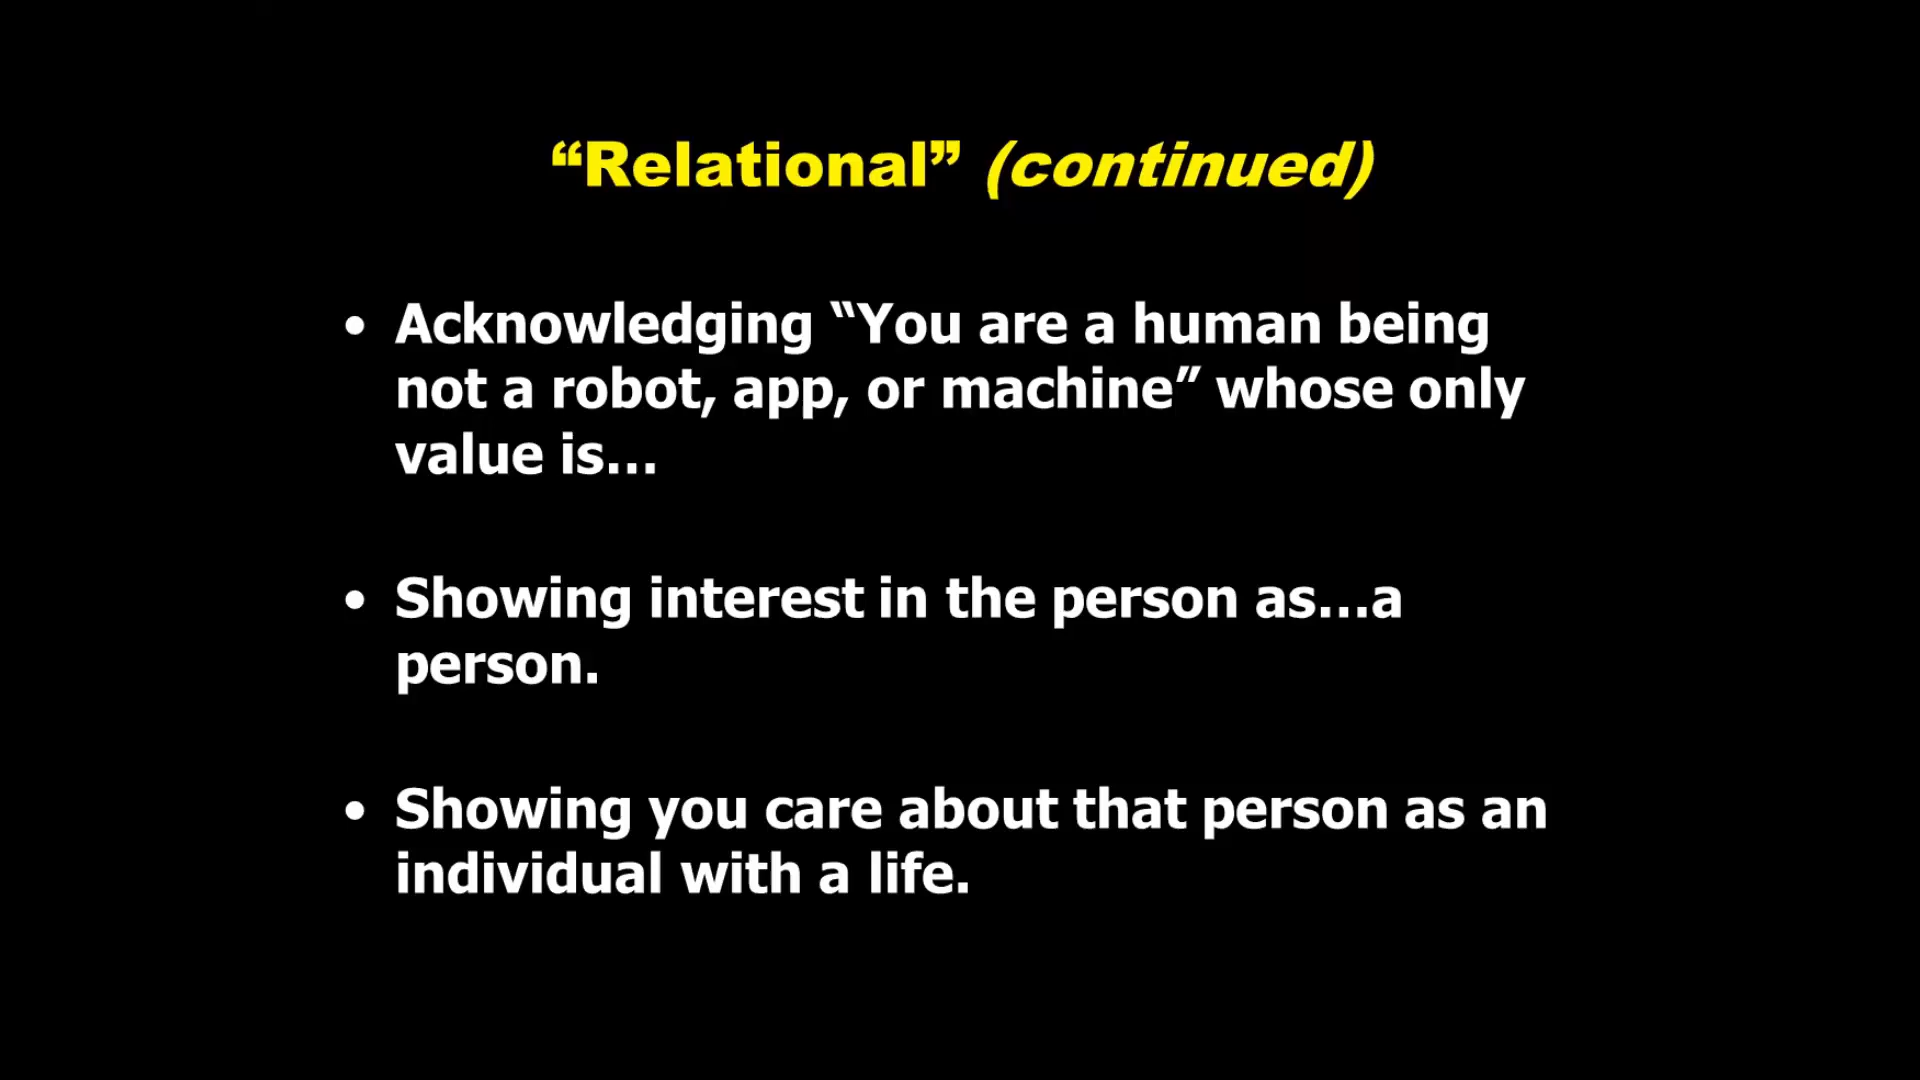 “Relational” (continued)
• Acknowledging “You are a human being
not a robot, app, or machine” whose only
value is...
• Showing interest in the person as...a
person.
• Showing you care about that person as an
individual with a life.